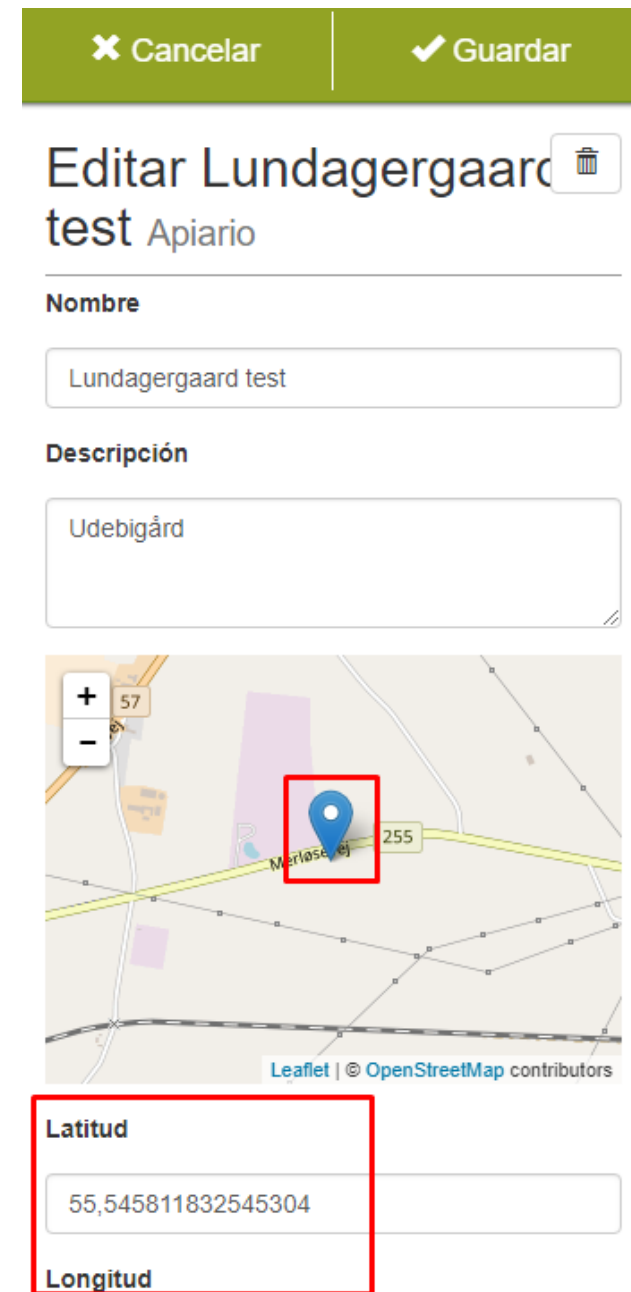 ✖ Cancelar ✔ Guardar
Editar Lundagergaard
test Apiario
Nombre
Lundagergaard test
Descripción
Udebigård
+
57
−
255
Merløsevej
Leaflet | © OpenStreetMap contributors
Latitud
55,545811832545304
Longitud